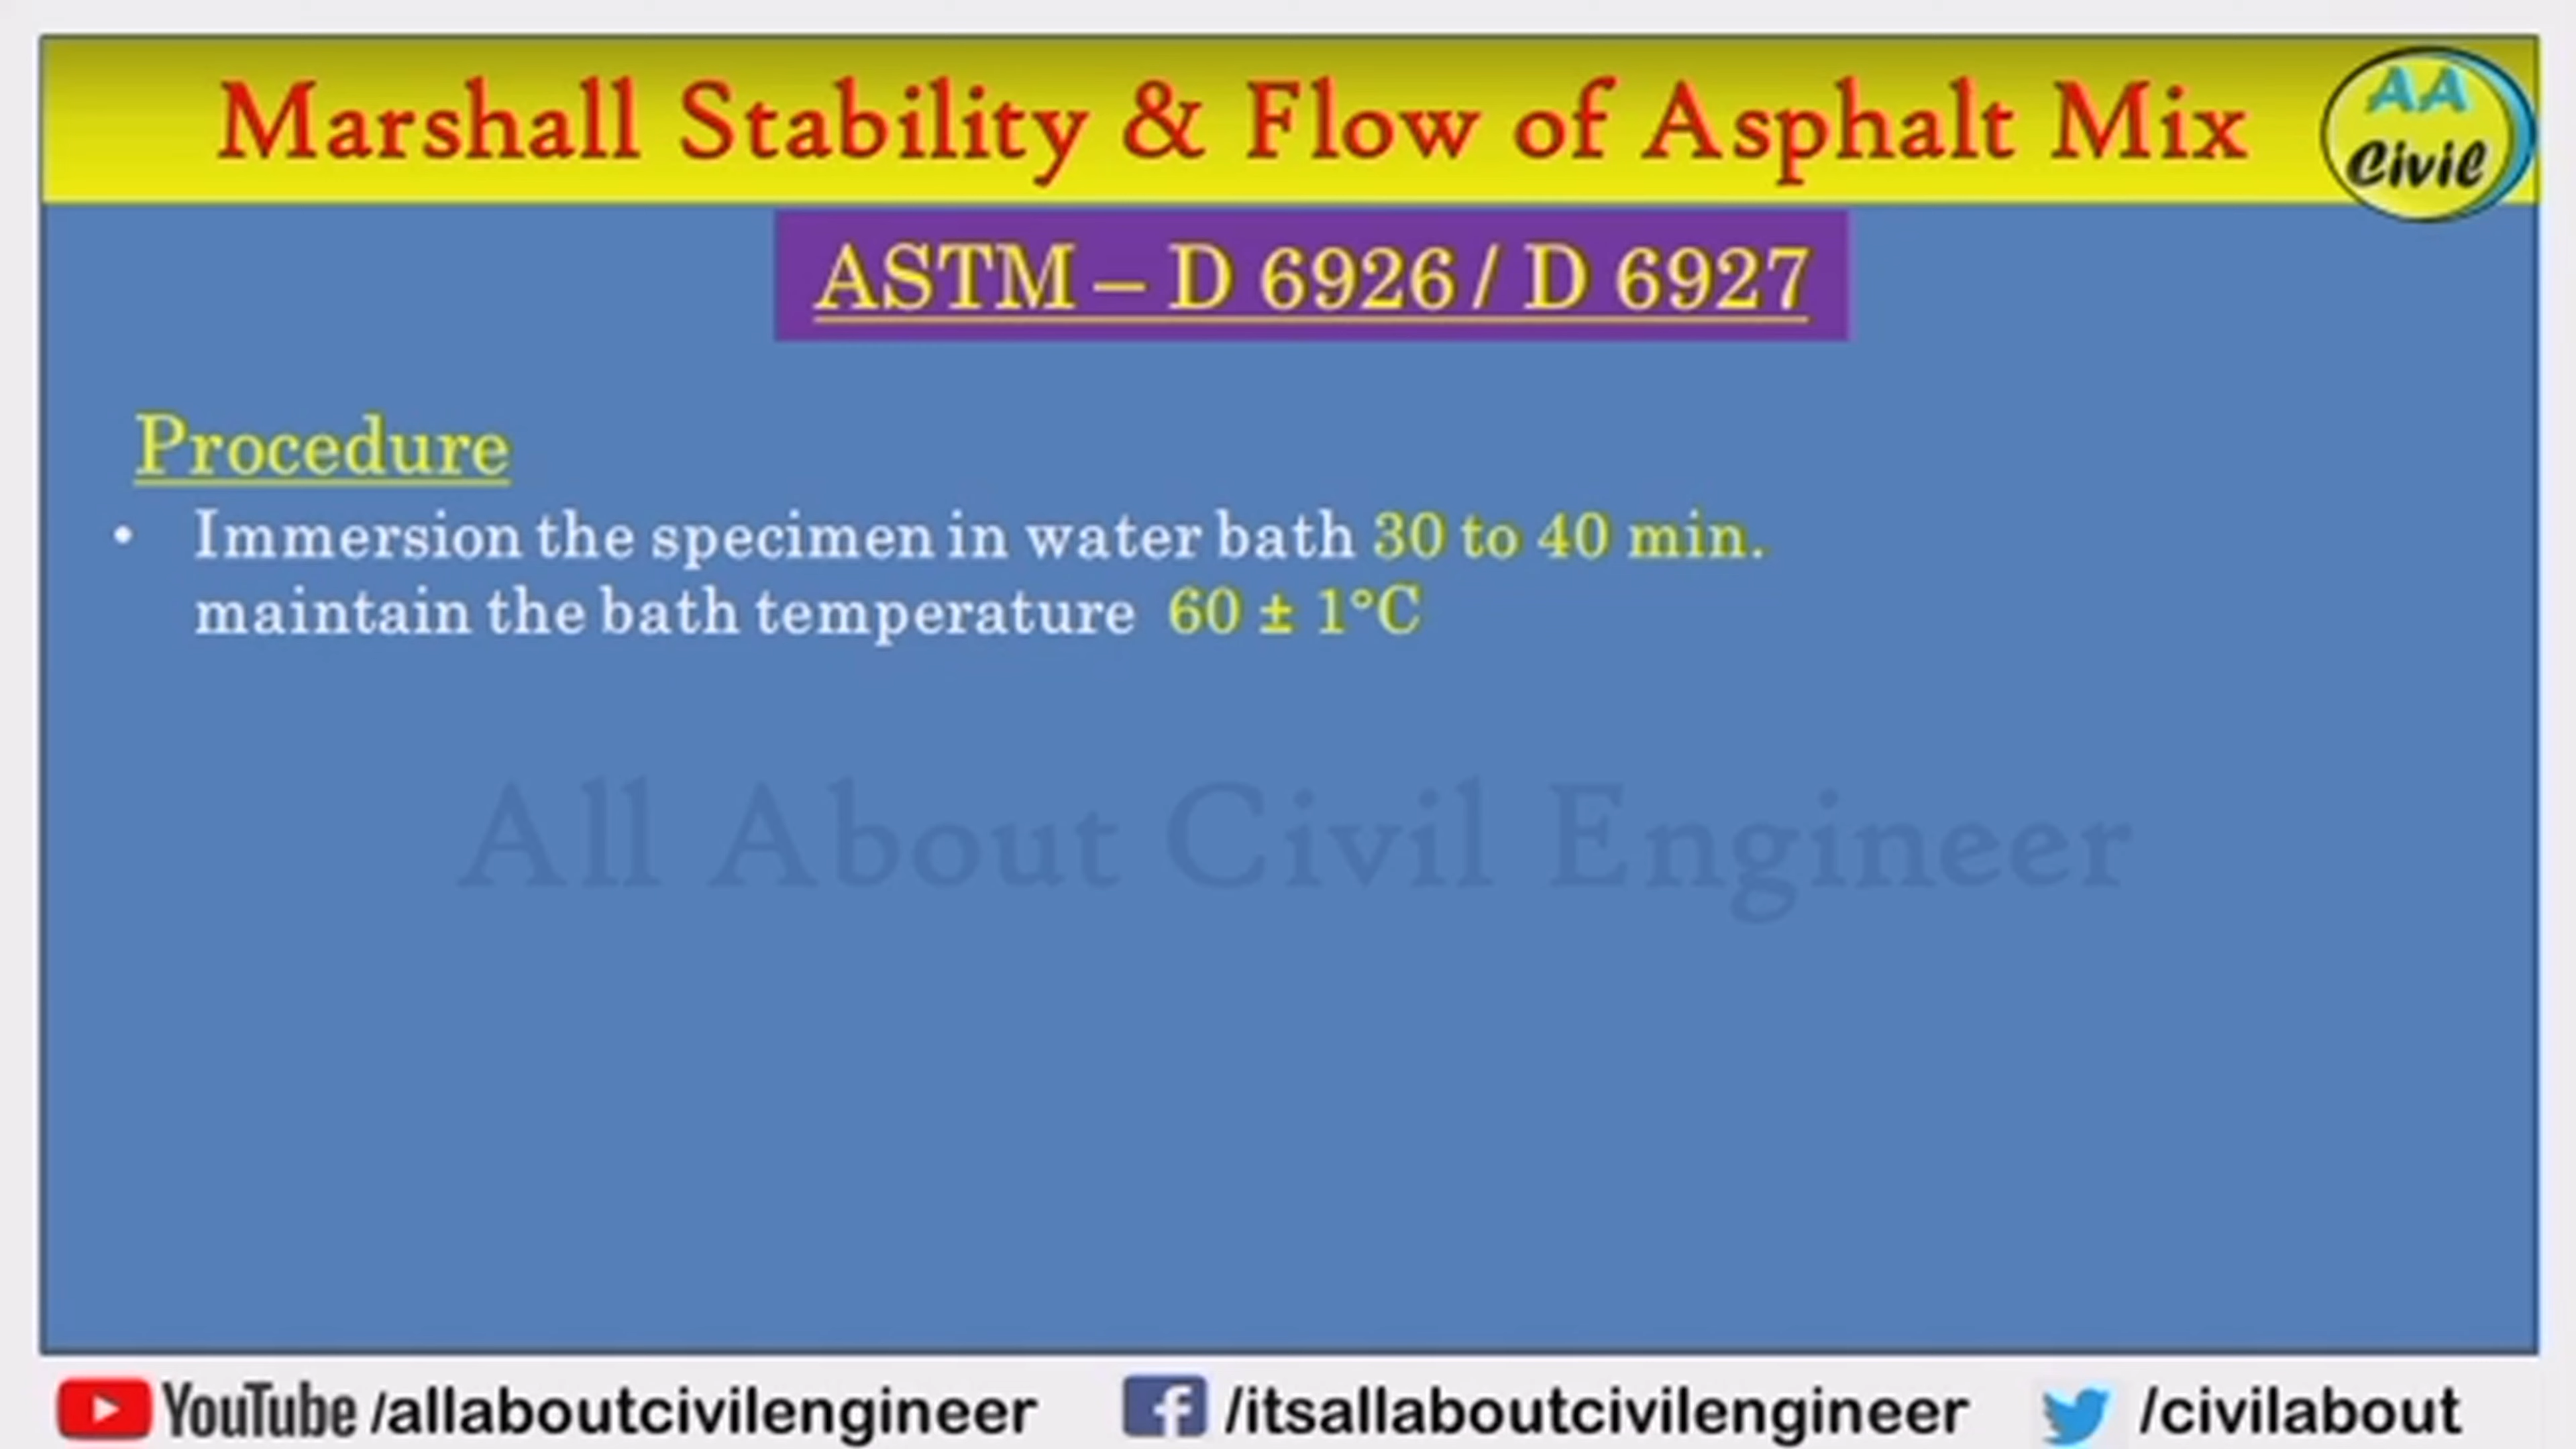 Marshall Stability & Flow of Asphalt Mix
AA
Civil
ASTM – D 6926 / D 6927
Procedure
• Immersion the specimen in water bath 30 to 40 min.
maintain the bath temperature 60 ± 1°C
All About Civil Engineer
YouTube /allaboutcivilengineer
f /itsallaboutcivilengineer
/civilabout